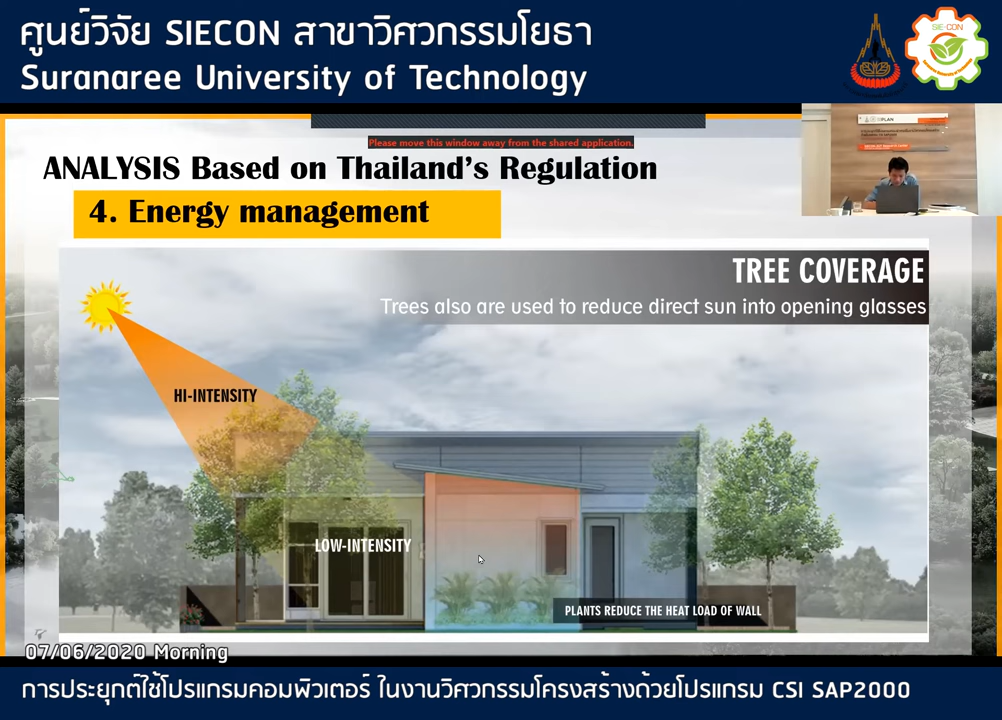 ศูนย์วิจัย SIECON สาขาวิศวกรรมโยธา
Suranaree University of Technology
SIE-CON
Please move this window away from the shared application.
ANALYSIS Based on Thailand's Regulation
4. Energy management
TREE COVERAGE
Trees also are used to reduce direct sun into opening glasses
HI-INTENSITY
LOW-INTENSITY
PLANTS REDUCE THE HEAT LOAD OF WALL
07/06/2020 Morning
การประยุกต์ใช้โปรแกรมคอมพิวเตอร์ ในงานวิศวกรรมโครงสร้างด้วยโปรแกรม CSI SAP2000